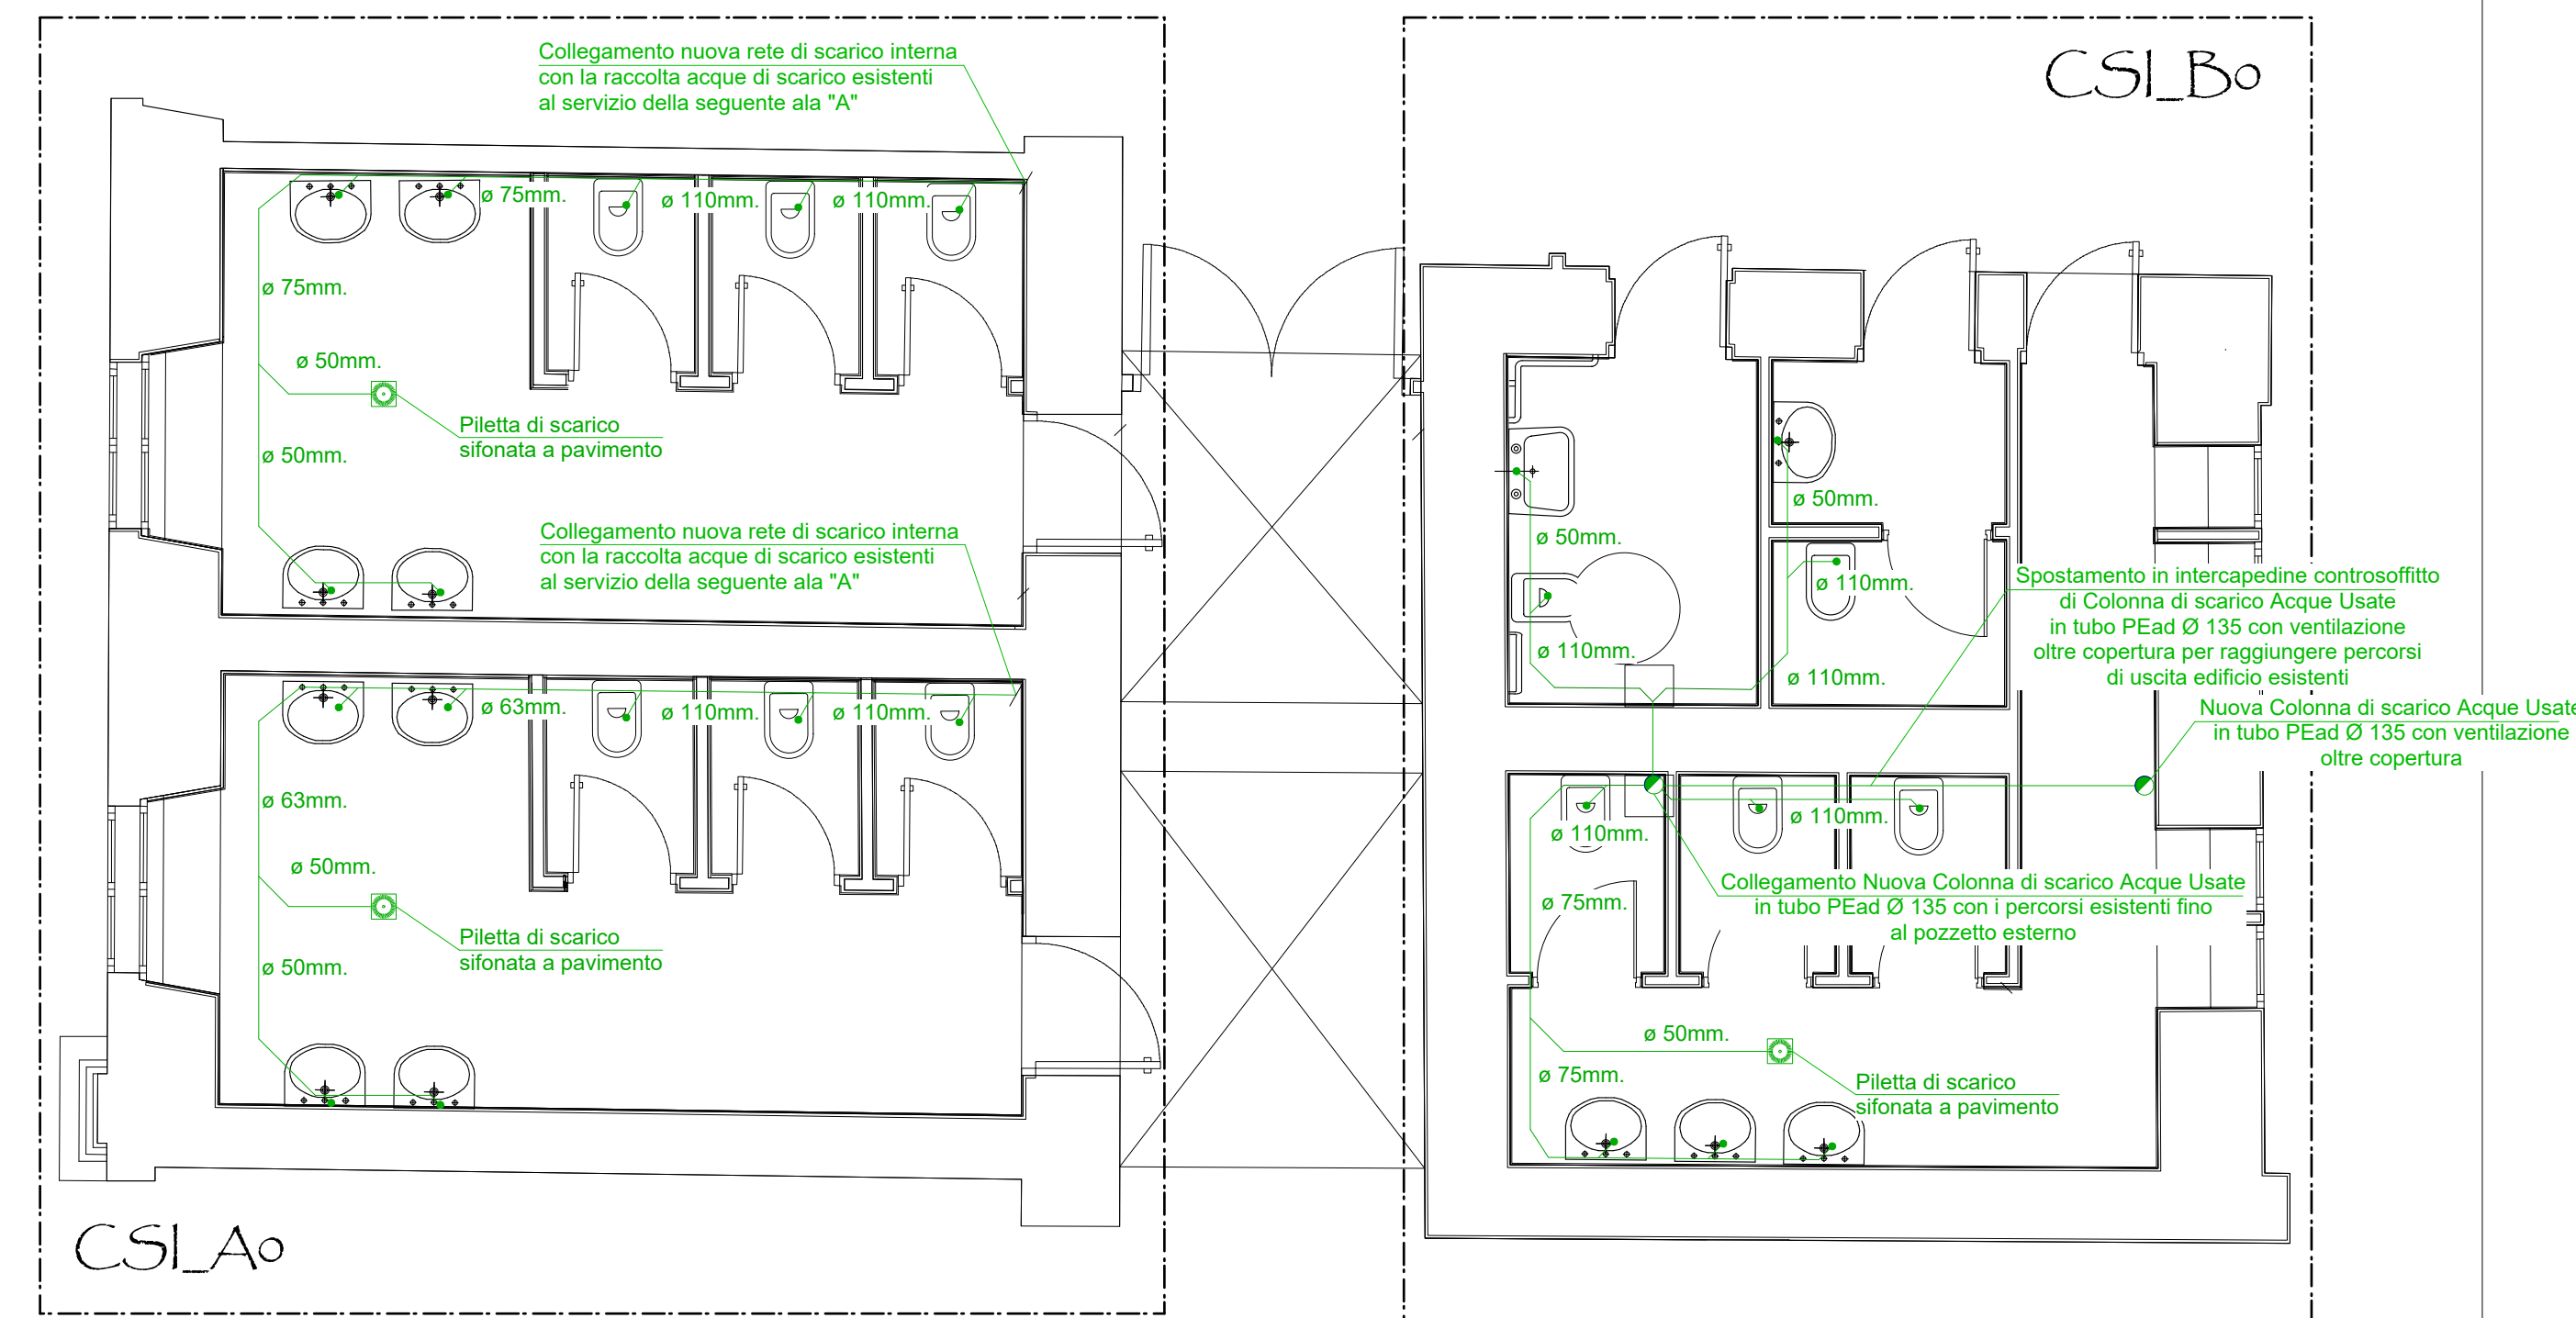 Collegamento nuova rete di scarico interna
con la raccolta acque di scarico esistenti
al servizio della seguente ala "A"
ø 75mm.
ø 110mm.
ø 110mm.
ø 75mm.
ø 50mm.
Piletta di scarico
sifonata a pavimento
ø 50mm.
Collegamento nuova rete di scarico interna
con la raccolta acque di scarico esistenti
al servizio della seguente ala "A"
ø 63mm.
ø 110mm.
ø 110mm.
ø 63mm.
ø 50mm.
Piletta di scarico
sifonata a pavimento
ø 50mm.
CSI_A0
CSI_B0
ø 50mm.
ø 50mm.
ø 110mm.
ø 110mm.
ø 110mm.
Spostamento in intercapedine controsoffitto
di Colonna di scarico Acque Usate
in tubo PEad Ø 135 con ventilazione
oltre copertura per raggiungere percorsi
di uscita edificio esistenti
Nuova Colonna di scarico Acque Usate
in tubo PEad Ø 135 con ventilazione
oltre copertura
ø 110mm.
ø 110mm.
Collegamento Nuova Colonna di scarico Acque Usate
in tubo PEad Ø 135 con i percorsi esistenti fino
al pozzetto esterno
ø 75mm.
ø 50mm.
ø 75mm.
Piletta di scarico
sifonata a pavimento